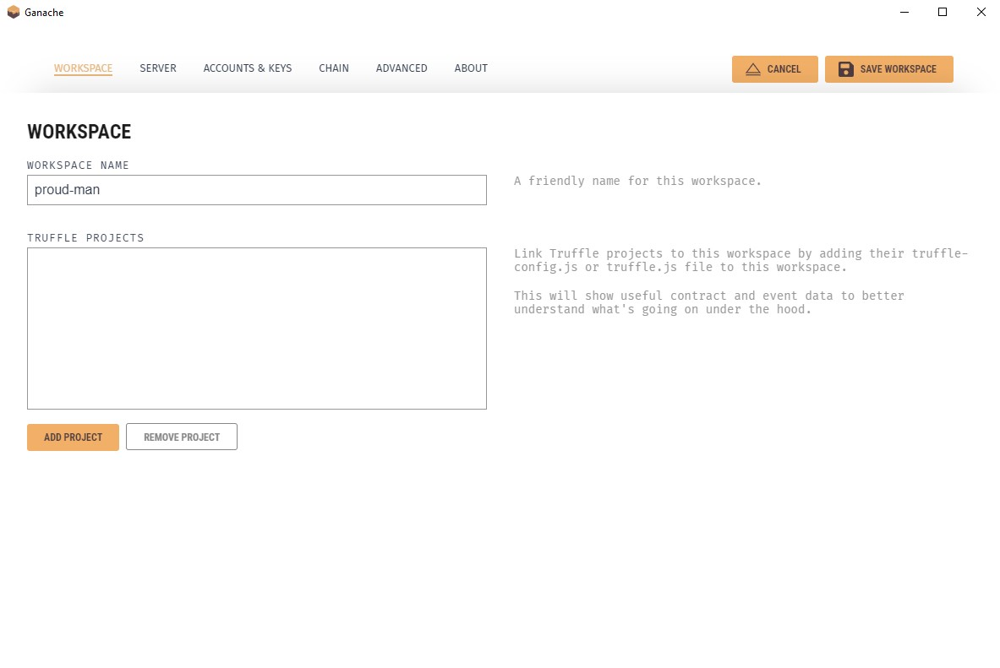 Ganache
WORKSPACE SERVER ACCOUNTS & KEYS CHAIN ADVANCED ABOUT CANCEL SAVE WORKSPACE
WORKSPACE
WORKSPACE NAME
proud-man
A friendly name for this workspace.
TRUFFLE PROJECTS
Link Truffle projects to this workspace by adding their truffle-
config.js or truffle.js file to this workspace.
This will show useful contract and event data to better
understand what's going on under the hood.
ADD PROJECT REMOVE PROJECT